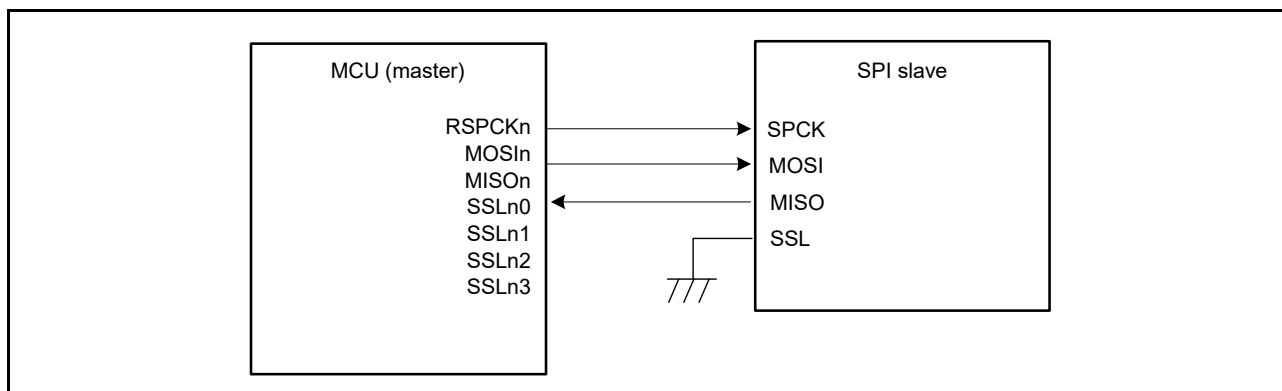 MCU (master)
RSPCKn
MOSIn
MISOn
SSLn0
SSLn1
SSLn2
SSLn3
SPI slave
SPCK
MOSI
MISO
SSL